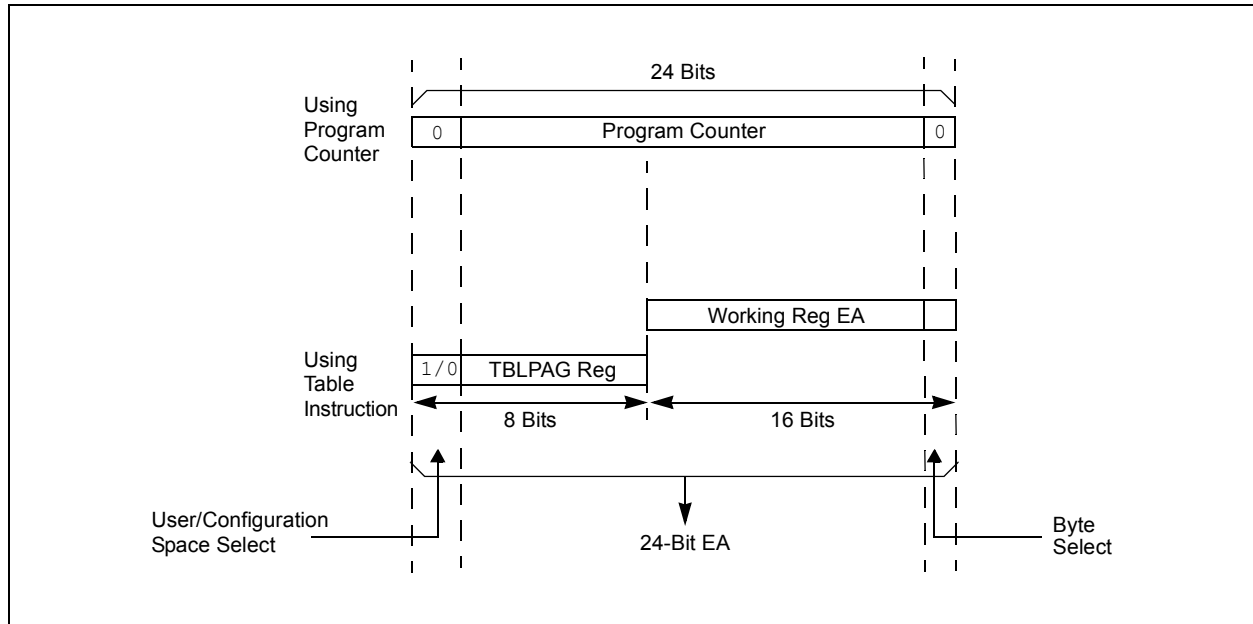 24 Bits
Using
Program
Counter
0
Program Counter
0
Working Reg EA
Using
Table
Instruction
1/0
TBLPAG Reg
8 Bits
16 Bits
User/Configuration
Space Select
24-Bit EA
Byte
Select